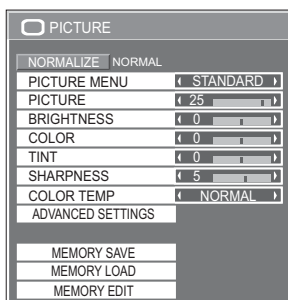 PICTURE
NORMALIZE NORMAL
PICTURE MENU STANDARD
PICTURE 25
BRIGHTNESS 0
COLOR 0
TINT 0
SHARPNESS 5
COLOR TEMP NORMAL
ADVANCED SETTINGS
MEMORY SAVE
MEMORY LOAD
MEMORY EDIT